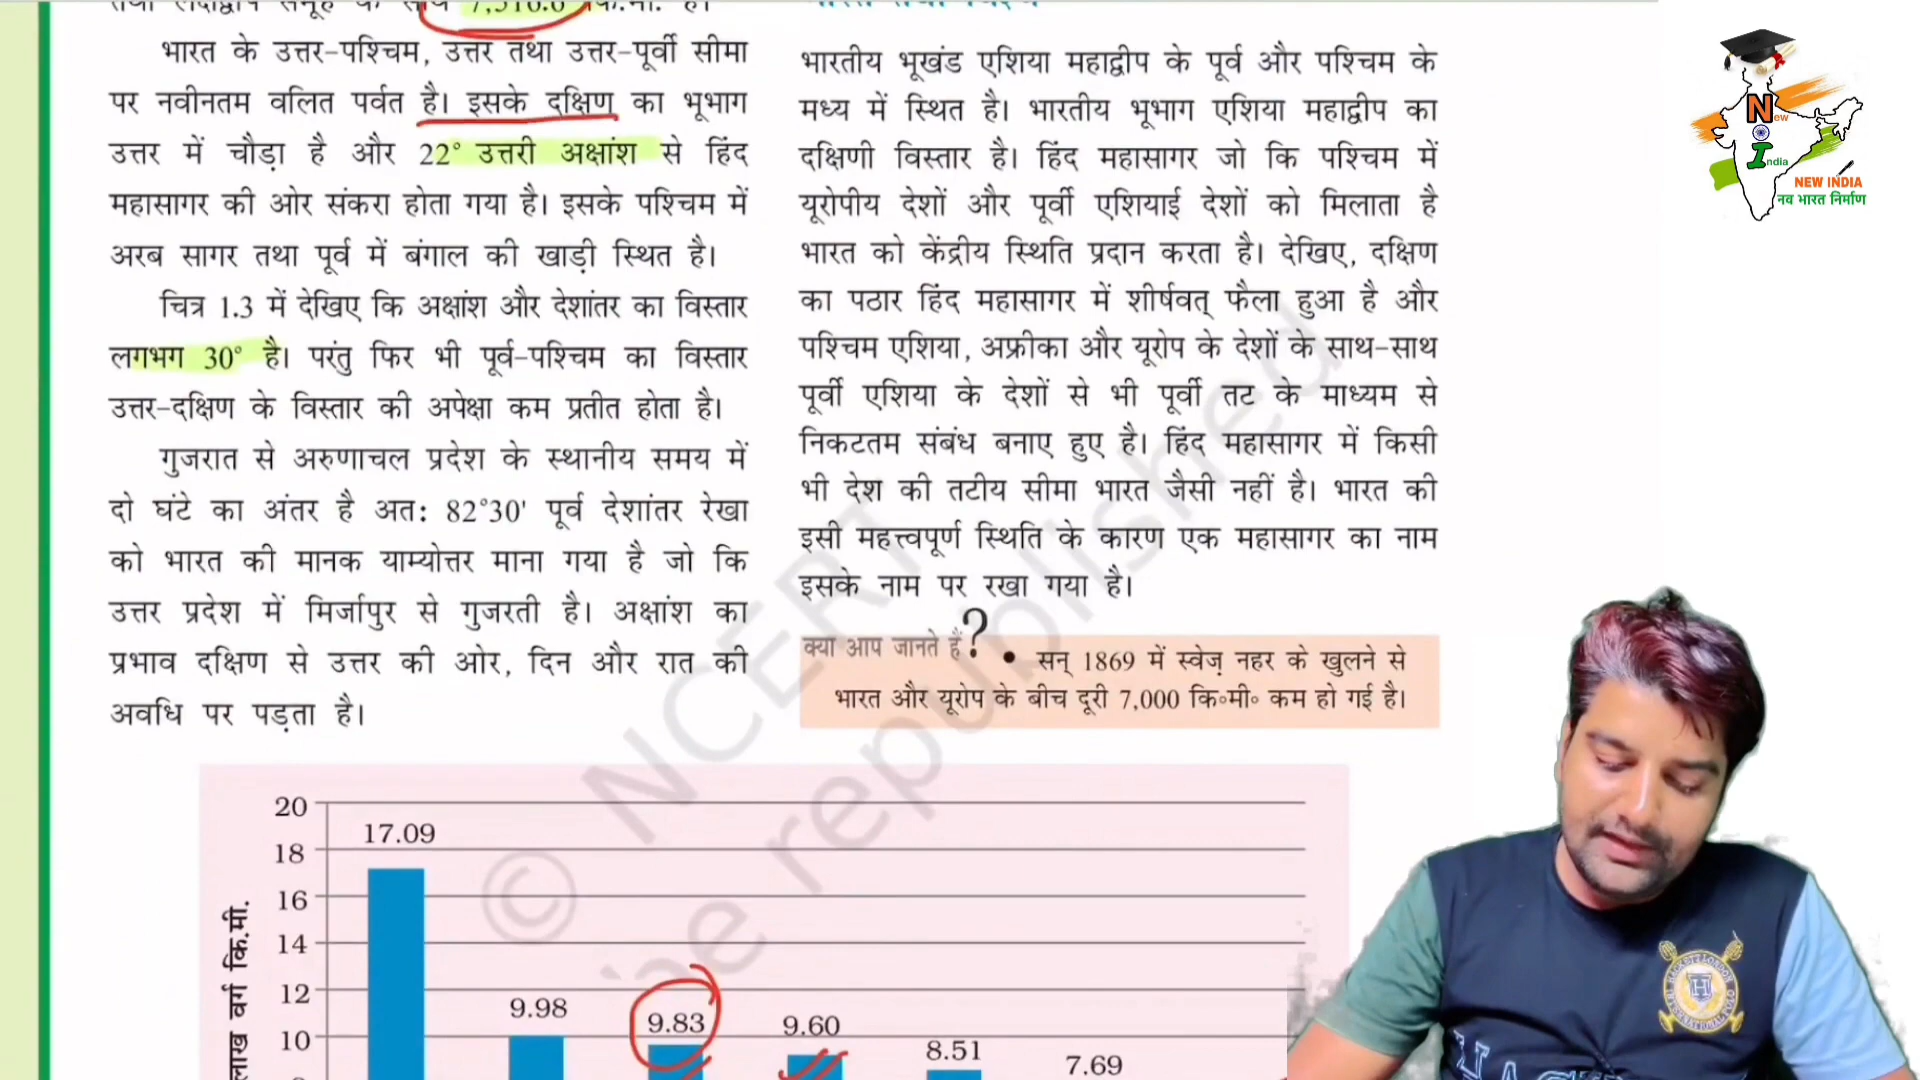 7,516.6 कि.मी. है।
भारत के उत्तर-पश्चिम, उत्तर तथा उत्तर-पूर्वी सीमा
पर नवीनतम वलित पर्वत है। इसके दक्षिण का भूभाग
उत्तर में चौड़ा है और 22° उत्तरी अक्षांश से हिंद
महासागर की ओर संकरा होता गया है। इसके पश्चिम में
अरब सागर तथा पूर्व में बंगाल की खाड़ी स्थित है।
चित्र 1.3 में देखिए कि अक्षांश और देशांतर का विस्तार
लगभग 30° है। परंतु फिर भी पूर्व-पश्चिम का विस्तार
उत्तर-दक्षिण के विस्तार की अपेक्षा कम प्रतीत होता है।
गुजरात से अरुणाचल प्रदेश के स्थानीय समय में
दो घंटे का अंतर है अत: 82°30' पूर्व देशांतर रेखा
को भारत की मानक याम्योत्तर माना गया है जो कि
उत्तर प्रदेश में मिर्जापुर से गुजरती है। अक्षांश का
प्रभाव दक्षिण से उत्तर की ओर, दिन और रात की
अवधि पर पड़ता है।
भारतीय भूखंड एशिया महाद्वीप के पूर्व और पश्चिम के
मध्य में स्थित है। भारतीय भूभाग एशिया महाद्वीप का
दक्षिणी विस्तार है। हिंद महासागर जो कि पश्चिम में
यूरोपीय देशों और पूर्वी एशियाई देशों को मिलाता है
भारत को केंद्रीय स्थिति प्रदान करता है। देखिए, दक्षिण
का पठार हिंद महासागर में शीर्षवत् फैला हुआ है और
पश्चिम एशिया, अफ्रीका और यूरोप के देशों के साथ-साथ
पूर्वी एशिया के देशों से भी पूर्वी तट के माध्यम से
निकटतम संबंध बनाए हुए है। हिंद महासागर में किसी
भी देश की तटीय सीमा भारत जैसी नहीं है। भारत की
इसी महत्त्वपूर्ण स्थिति के कारण एक महासागर का नाम
इसके नाम पर रखा गया है।
क्या आप जानते हैं?
• सन् 1869 में स्वेज़ नहर के खुलने से
भारत और यूरोप के बीच दूरी 7,000 कि॰मी॰ कम हो गई है।
© NCERT
be republished
20
18
16
14
12
10
लाख वर्ग कि.मी.
17.09
9.98
9.83
9.60
8.51
7.69
New
India
NEW INDIA
नव भारत निर्माण
H